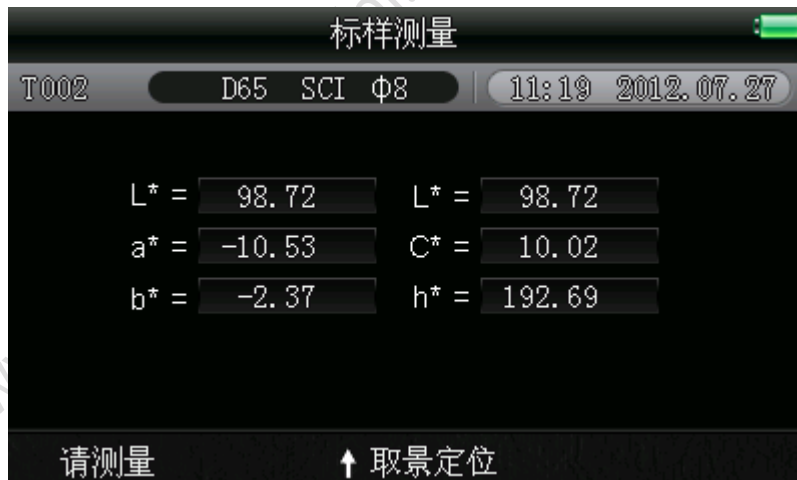 标样测量
T002 D65 SCI Φ8 11:19 2012.07.27
L* = 98.72 L* = 98.72
a* = -10.53 C* = 10.02
b* = -2.37 h* = 192.69
请测量 ↑ 取景定位